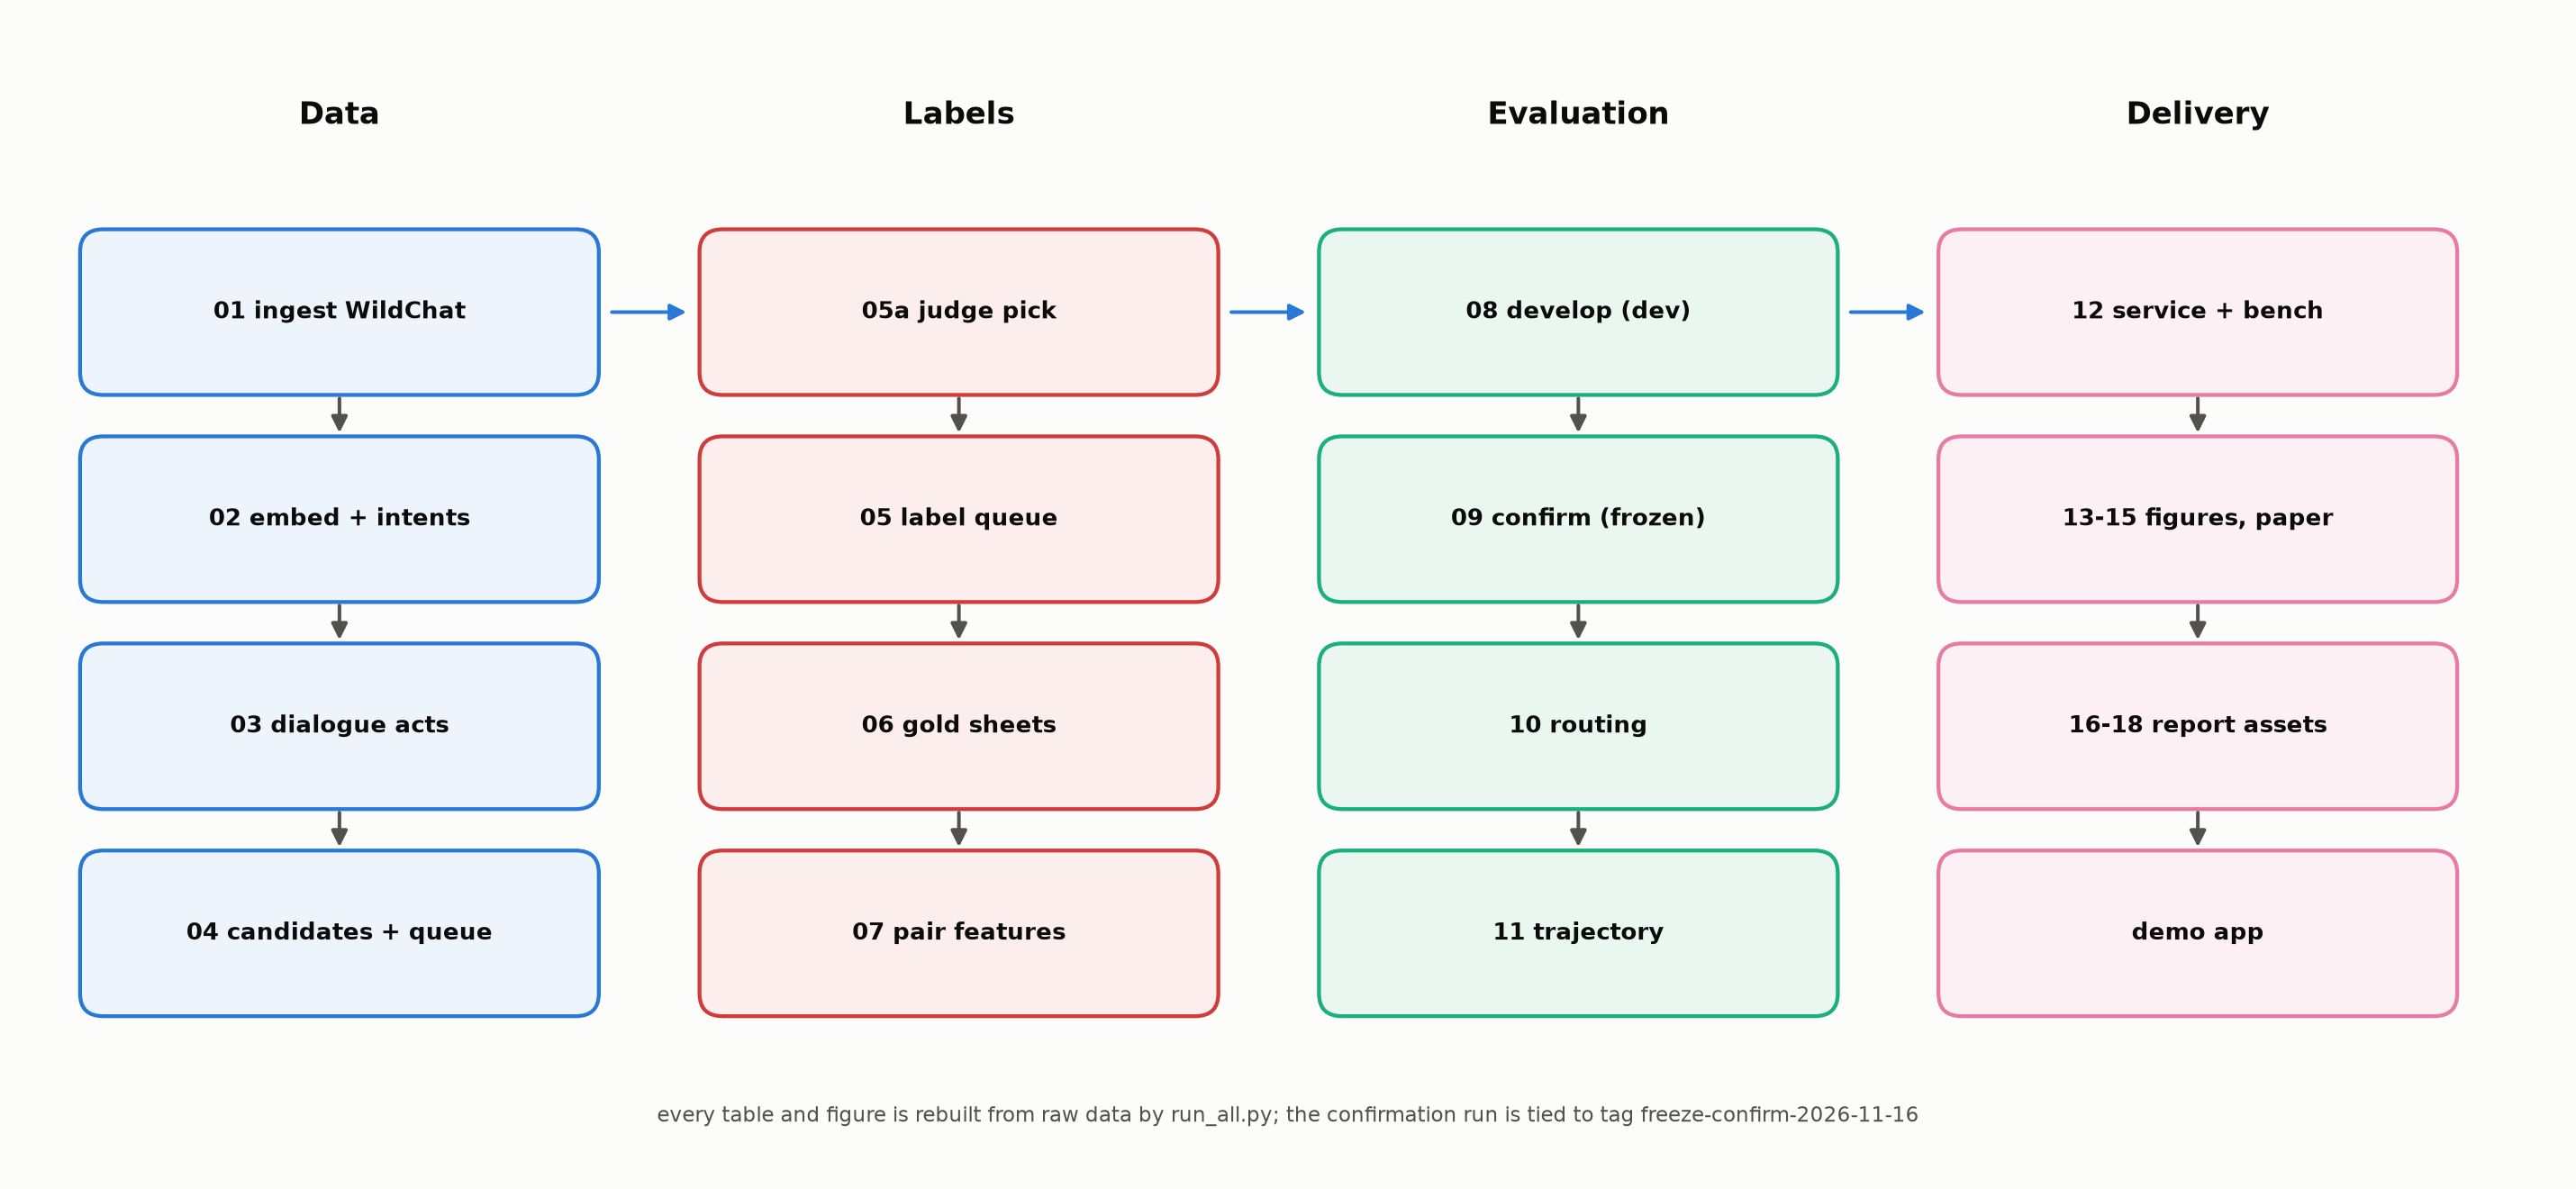 Data
Labels
Evaluation
Delivery
01 ingest WildChat
05a judge pick
08 develop (dev)
12 service + bench
02 embed + intents
05 label queue
09 confirm (frozen)
13-15 figures, paper
03 dialogue acts
06 gold sheets
10 routing
16-18 report assets
04 candidates + queue
07 pair features
11 trajectory
demo app
every table and figure is rebuilt from raw data by run_all.py; the confirmation run is tied to tag freeze-confirm-2026-11-16